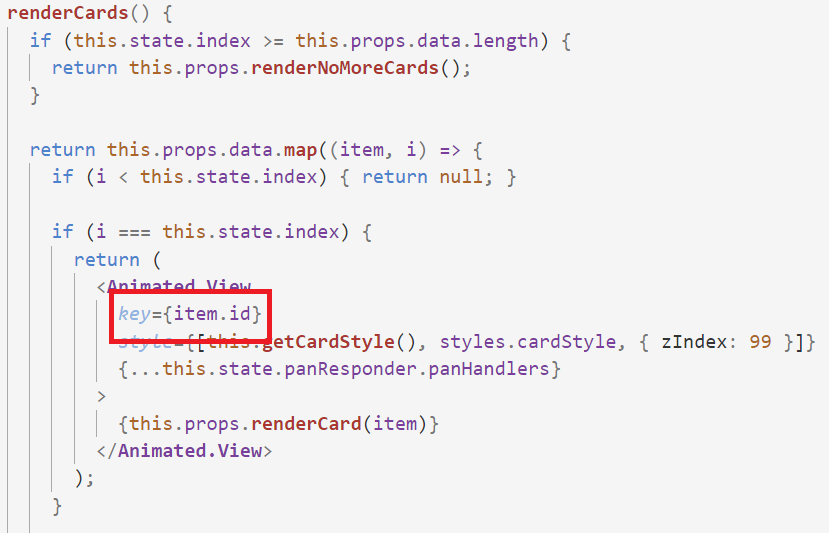 renderCards() {
if (this.state.index >= this.props.data.length) {
return this.props.renderNoMoreCards();
}
return this.props.data.map((item, i) => {
if (i < this.state.index) { return null; }
if (i === this.state.index) {
return (
<Animated.View
key={item.id}
style={[this.getCardStyle(), styles.cardStyle, { zIndex: 99 }]}
{...this.state.panResponder.panHandlers}
>
{this.props.renderCard(item)}
</Animated.View>
);
}